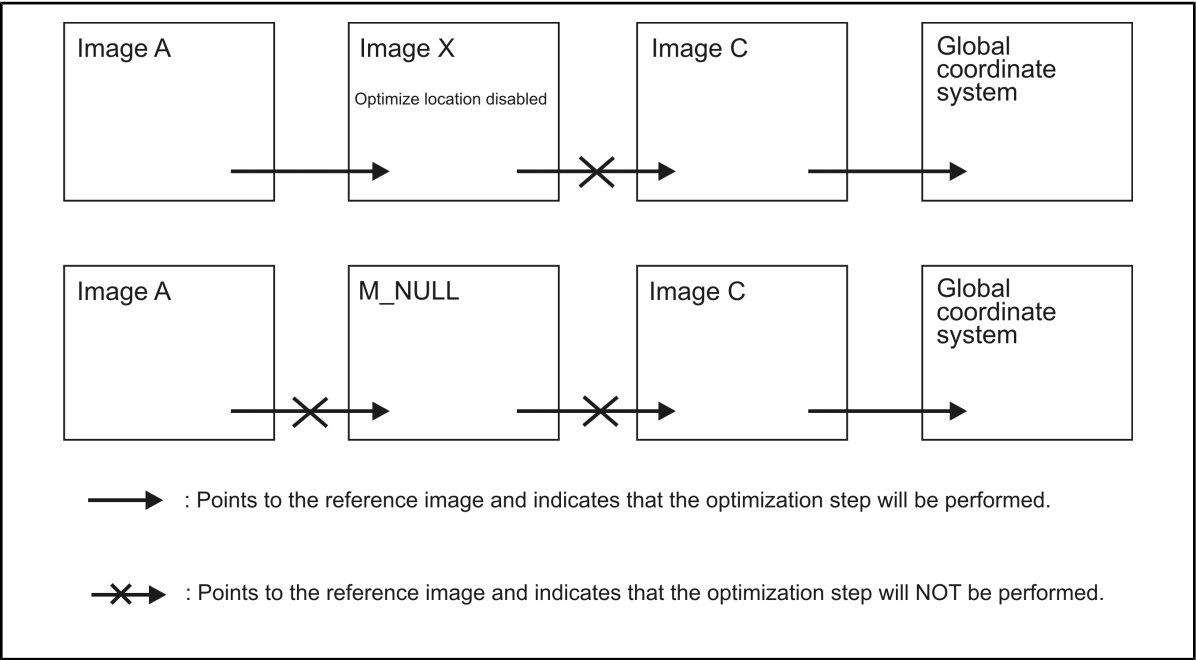 Image A
Image X
Optimize location disabled
Image C
Global
coordinate
system
Image A
M_NULL
Image C
Global
coordinate
system
: Points to the reference image and indicates that the optimization step will be performed.
: Points to the reference image and indicates that the optimization step will NOT be performed.